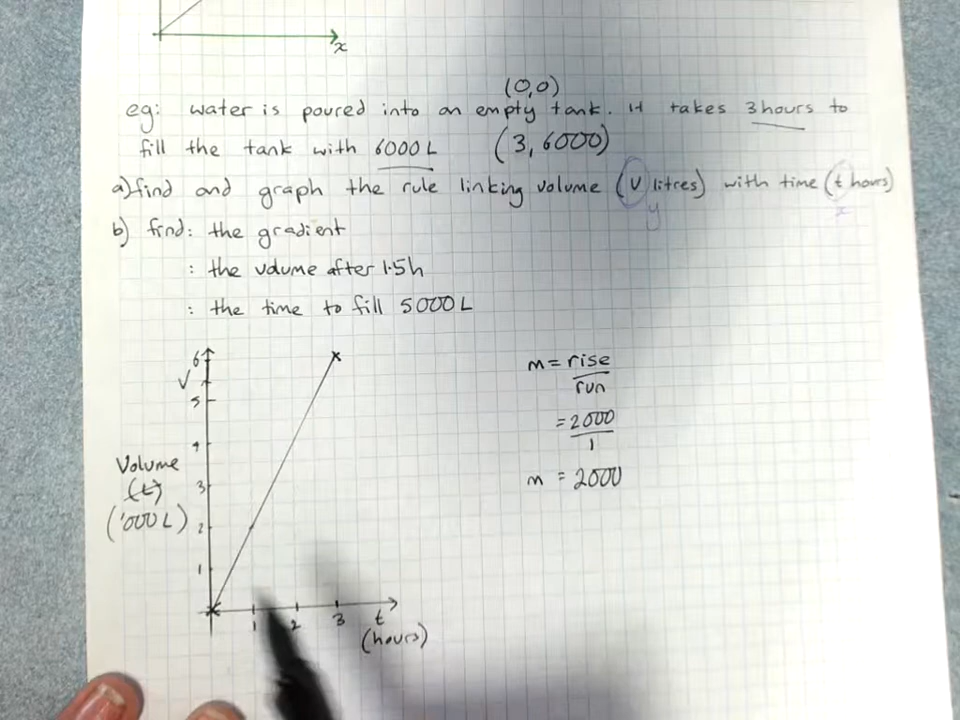 x
(0,0)
eg: water is poured into an empty tank. It takes 3 hours to
fill the tank with 6000L (3, 6000)
a) find and graph the rule linking volume (V litres) with time (t hours)
y x
b) find: the gradient
: the volume after 1.5h
: the time to fill 5000L
6
V
5
4
3
2
1
Volume
(L)
('000L)
1 2 3 t
(hours)
m = rise
run
= 2000
1
m = 2000